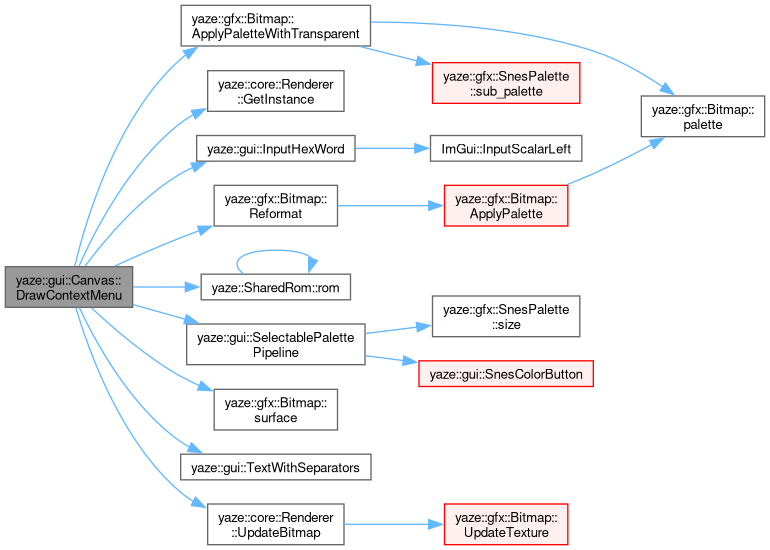 yaze::gfx::Bitmap::
ApplyPaletteWithTransparent
yaze::gfx::SnesPalette
::sub_palette
yaze::core::Renderer
::GetInstance
yaze::gfx::Bitmap::
palette
yaze::gui::InputHexWord
ImGui::InputScalarLeft
yaze::gfx::Bitmap::
Reformat
yaze::gfx::Bitmap::
ApplyPalette
yaze::gui::Canvas::
DrawContextMenu
yaze::SharedRom::rom
yaze::gfx::SnesPalette
::size
yaze::gui::SelectablePalette
Pipeline
yaze::gui::SnesColorButton
yaze::gfx::Bitmap::
surface
yaze::gui::TextWithSeparators
yaze::core::Renderer
::UpdateBitmap
yaze::gfx::Bitmap::
UpdateTexture